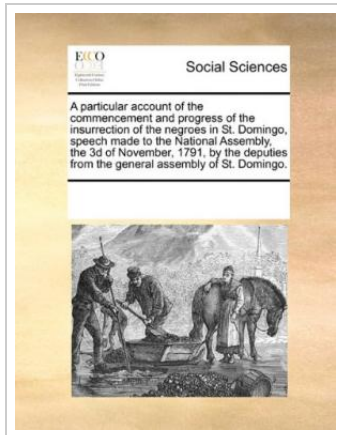 ECCO
Social Sciences
A particular account of the
commencement and progress of the
insurrection of the negroes in St. Domingo,
speech made to the National Assembly,
the 3d of November, 1791, by the deputies
from the general assembly of St. Domingo.